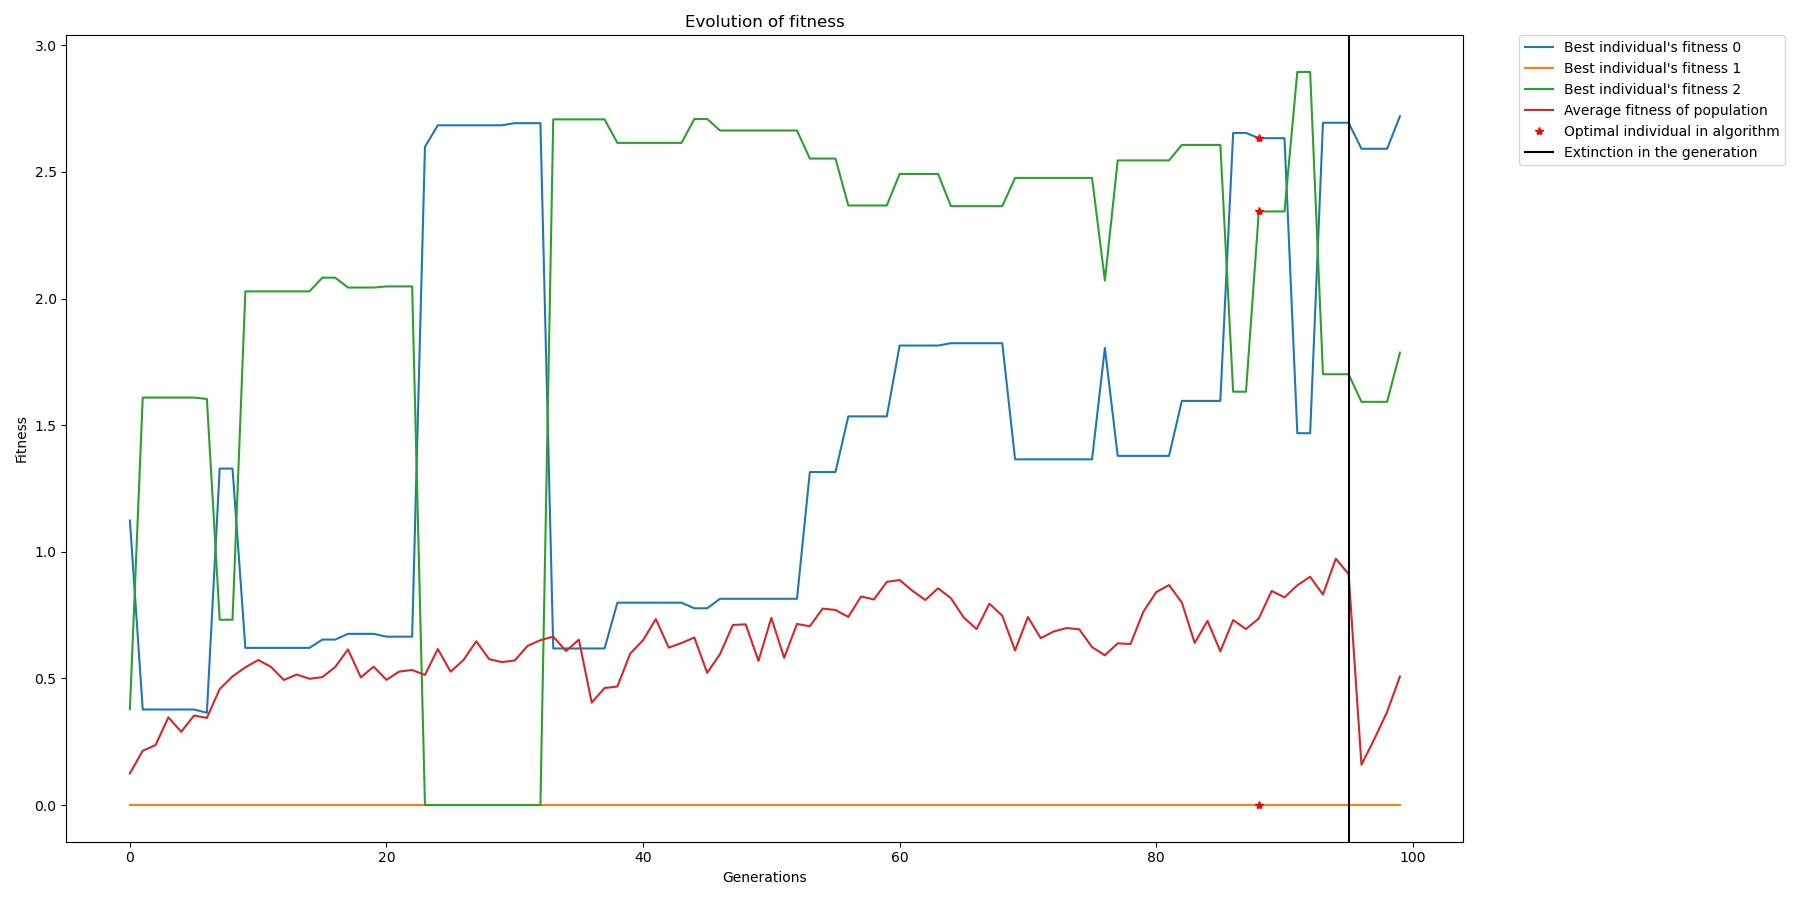 Evolution of fitness
3.0
2.5
2.0
1.5
1.0
0.5
0.0
Fitness
0 20 40 60 80 100
Generations
Best individual's fitness 0
Best individual's fitness 1
Best individual's fitness 2
Average fitness of population
Optimal individual in algorithm
Extinction in the generation